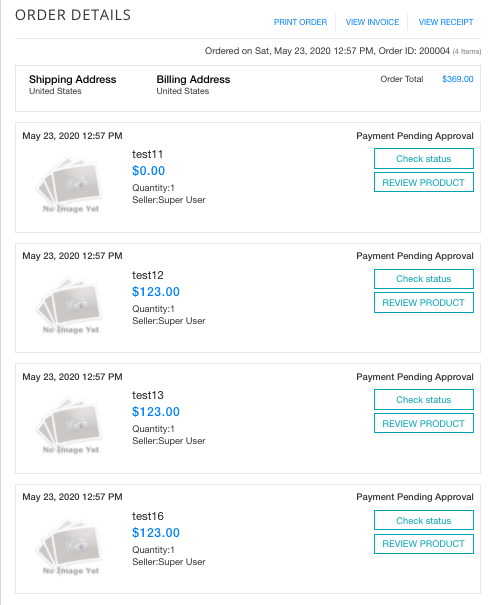 ORDER DETAILS
PRINT ORDER
VIEW INVOICE
VIEW RECEIPT
Ordered on Sat, May 23, 2020 12:57 PM, Order ID: 200004 (4 Items)
Shipping Address
United States
Billing Address
United States
Order Total $369.00
May 23, 2020 12:57 PM
Payment Pending Approval
No Image Yet
test11
$0.00
Quantity:1
Seller:Super User
Check status
REVIEW PRODUCT
May 23, 2020 12:57 PM
Payment Pending Approval
No Image Yet
test12
$123.00
Quantity:1
Seller:Super User
Check status
REVIEW PRODUCT
May 23, 2020 12:57 PM
Payment Pending Approval
No Image Yet
test13
$123.00
Quantity:1
Seller:Super User
Check status
REVIEW PRODUCT
May 23, 2020 12:57 PM
Payment Pending Approval
No Image Yet
test16
$123.00
Quantity:1
Seller:Super User
Check status
REVIEW PRODUCT